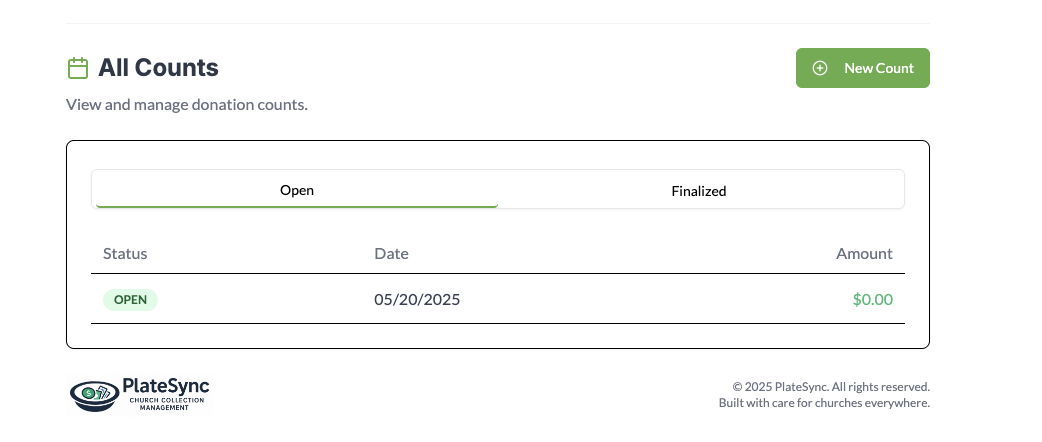 All Counts
New Count
View and manage donation counts.
Open
Finalized
Status
Date
Amount
OPEN
05/20/2025
$0.00
PlateSync
CHURCH COLLECTION
MANAGEMENT
© 2025 PlateSync. All rights reserved.
Built with care for churches everywhere.